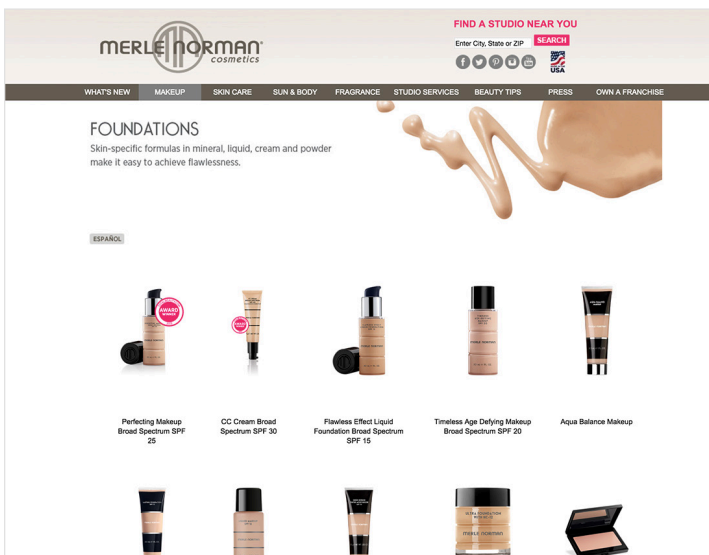 FIND A STUDIO NEAR YOU
MERLE NORMAN
cosmetics
Enter City, State or ZIP
SEARCH
USA
WHAT'S NEW MAKEUP SKIN CARE SUN & BODY FRAGRANCE STUDIO SERVICES BEAUTY TIPS PRESS OWN A FRANCHISE
FOUNDATIONS
Skin-specific formulas in mineral, liquid, cream and powder
make it easy to achieve flawlessness.
ESPAÑOL
AWARD
WINNER
Perfecting Makeup
Broad Spectrum SPF
25
CC Cream Broad
Spectrum SPF 30
Flawless Effect Liquid
Foundation Broad Spectrum
SPF 15
Timeless Age Defying Makeup
Broad Spectrum SPF 20
Aqua Balance Makeup
MERLE NORMAN